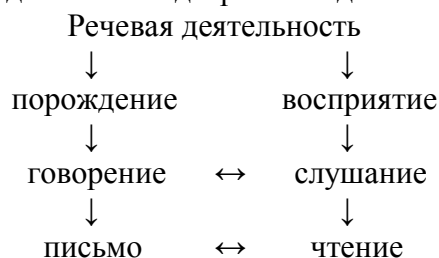 Речевая деятельность
↓ ↓
порождение восприятие
↓ ↓
говорение ↔ слушание
↓ ↓
письмо ↔ чтение